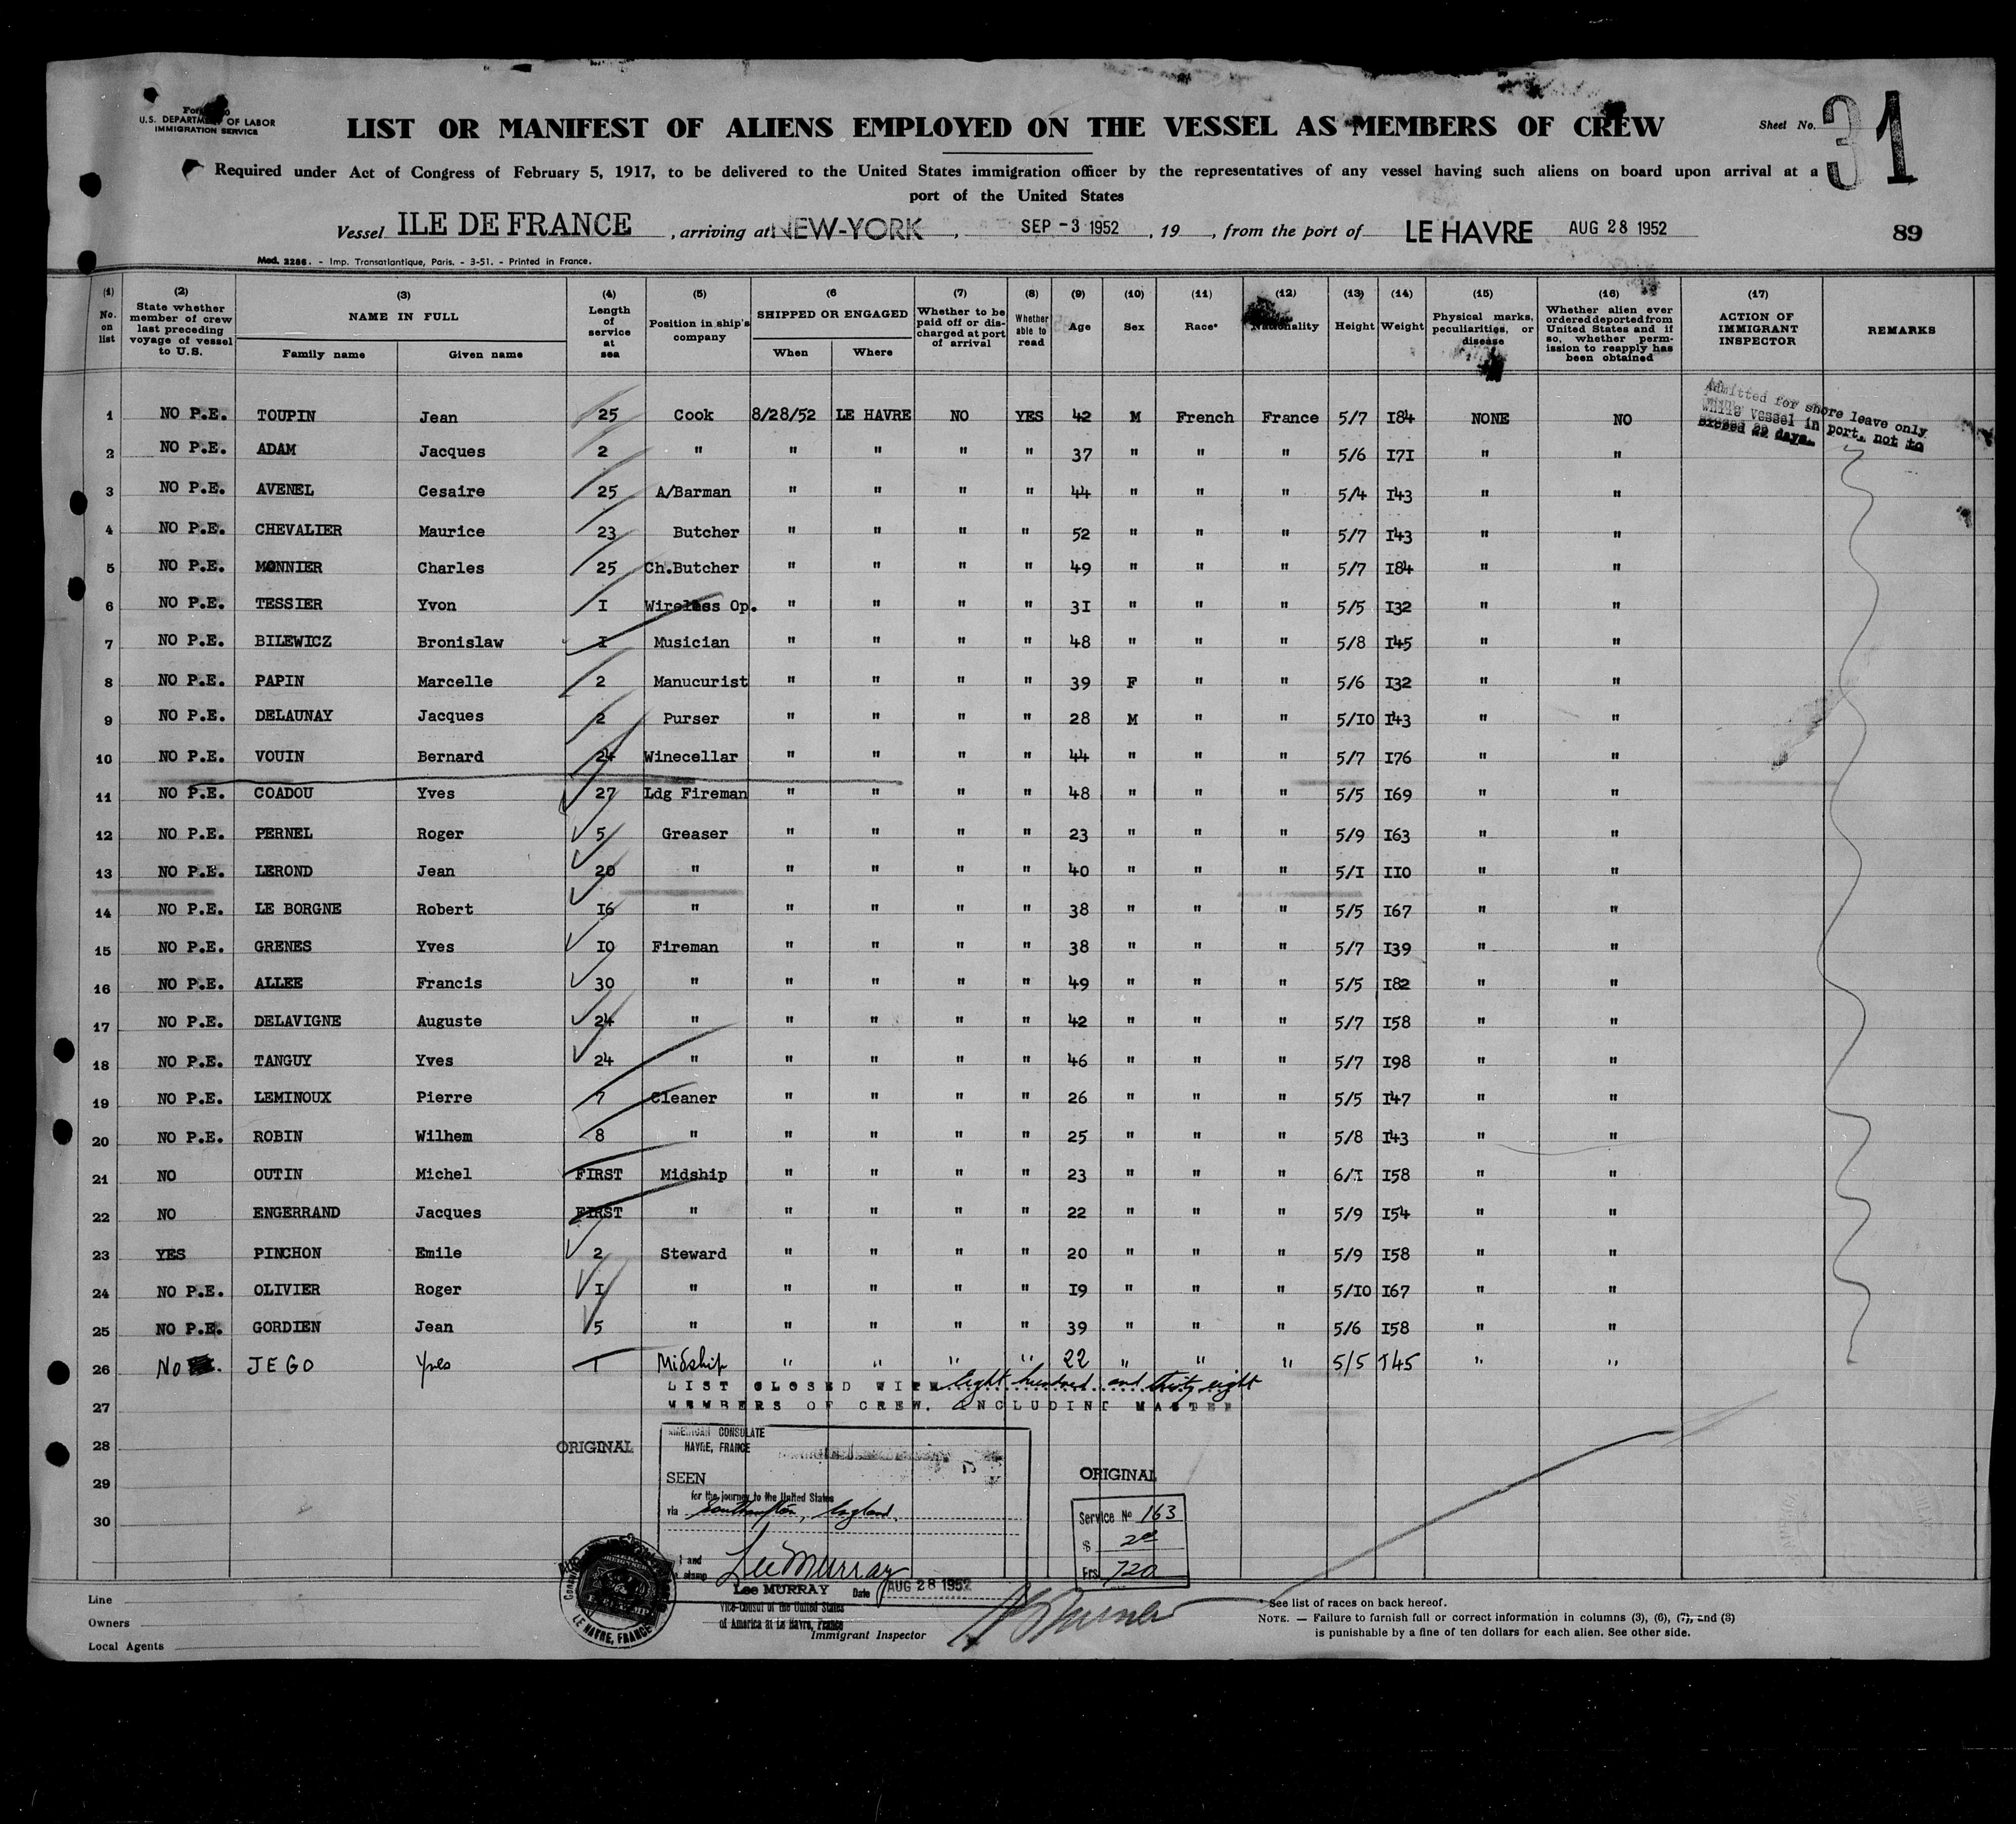 U.S. DEPARTMENT OF LABOR
IMMIGRATION SERVICE
LIST OR MANIFEST OF ALIENS EMPLOYED ON THE VESSEL AS MEMBERS OF CREW
Sheet No. 31
Required under Act of Congress of February 5, 1917, to be delivered to the United States immigration officer by the representatives of any vessel having such aliens on board upon arrival at a
port of the United States
Vessel ILE DE FRANCE, arriving at NEW-YORK, SEP -3 1952, 19 , from the port of LE HAVRE AUG 28 1952
89
Mod. 2286. - Imp. Transatlantique, Paris. - 3-51. - Printed in France.
(1) No. on list
(2) State whether member of crew last preceding voyage of vessel to U.S.
(3) NAME IN FULL Family name Given name
(4) Length of service at sea
(5) Position in ship's company
(6 SHIPPED OR ENGAGED When Where
(7) Whether to be paid off or discharged at port of arrival
(8) Whether able to read
(9) Age
(10) Sex
(11) Race*
(12) Nationality
(13) Height
(14) Weight
(15) Physical marks, peculiarities, or disease
(16) Whether alien ever ordered deported from United States and if so, whether permission to reapply has been obtained
(17) ACTION OF IMMIGRANT INSPECTOR
REMARKS
1 NO P.E. TOUPIN Jean 25 Cook 8/28/52 LE HAVRE NO YES 42 M French France 5/7 184 NONE NO
Admitted for shore leave only
while vessel in port, not to
exceed 29 days.
2 NO P.E. ADAM Jacques 2 " " " " " 37 " " " 5/6 171 " "
3 NO P.E. AVENEL Cesaire 25 A/Barman " " " " 44 " " " 5/4 143 " "
4 NO P.E. CHEVALIER Maurice 23 Butcher " " " " 52 " " " 5/7 143 " "
5 NO P.E. MONNIER Charles 25 Ch.Butcher " " " " 49 " " " 5/7 184 " "
6 NO P.E. TESSIER Yvon 1 Wireless Op. " " " " 31 " " " 5/5 132 " "
7 NO P.E. BILEWICZ Bronislaw 1 Musician " " " " 48 " " " 5/8 145 " "
8 NO P.E. PAPIN Marcelle 2 Manucurist " " " " 39 F " " 5/6 132 " "
9 NO P.E. DELAUNAY Jacques 2 Purser " " " " 28 M " " 5/10 143 " "
10 NO P.E. VOUIN Bernard 24 Winecellar " " " " 44 " " " 5/7 176 " "
11 NO P.E. COADOU Yves 27 Ldg Fireman " " " " 48 " " " 5/5 169 " "
12 NO P.E. PERNEL Roger 5 Greaser " " " " 23 " " " 5/9 163 " "
13 NO P.E. LEROND Jean 20 " " " " " 40 " " " 5/1 110 " "
14 NO P.E. LE BORGNE Robert 16 " " " " " 38 " " " 5/5 167 " "
15 NO P.E. GRENES Yves 10 Fireman " " " " 38 " " " 5/7 139 " "
16 NO P.E. ALLEE Francis 30 " " " " " 49 " " " 5/5 182 " "
17 NO P.E. DELAVIGNE Auguste 24 " " " " " 42 " " " 5/7 158 " "
18 NO P.E. TANGUY Yves 24 " " " " " 46 " " " 5/7 198 " "
19 NO P.E. LEMINOUX Pierre 7 Cleaner " " " " 26 " " " 5/5 147 " "
20 NO P.E. ROBIN Wilhem 8 " " " " " 25 " " " 5/8 143 " "
21 NO OUTIN Michel FIRST Midship " " " " 23 " " " 6/1 158 " "
22 NO ENGERRAND Jacques FIRST " " " " " 22 " " " 5/9 154 " "
23 YES PINCHON Emile 2 Steward " " " " 20 " " " 5/9 158 " "
24 NO P.E. OLIVIER Roger 1 " " " " " 19 " " " 5/10 167 " "
25 NO P.E. GORDIEN Jean 5 " " " " " 39 " " " 5/6 158 " "
26 No JEGO Yves 1 Midship " " " " 22 " " " 5/5 145 " "
LIST CLOSED WITH eight hundred and thirty eight
27 MEMBERS OF CREW. INCLUDING MASTER
28
29
30
ORIGINAL
AMERICAN CONSULATE
HAVRE, FRANCE
SEEN
for the journey to the United States
via Southampton, England.
Lee Murray
Lee MURRAY Date AUG 28 1952
Vice-Consul of the United States
of America at Le Havre, France
LE HAVRE, FRANCE
ORIGINAL
Service No 163
$ 2.00
Frs 720
Line
Owners
Local Agents
Immigrant Inspector
* See list of races on back hereof.
NOTE. — Failure to furnish full or correct information in columns (3), (6), (7), and (8)
is punishable by a fine of ten dollars for each alien. See other side.